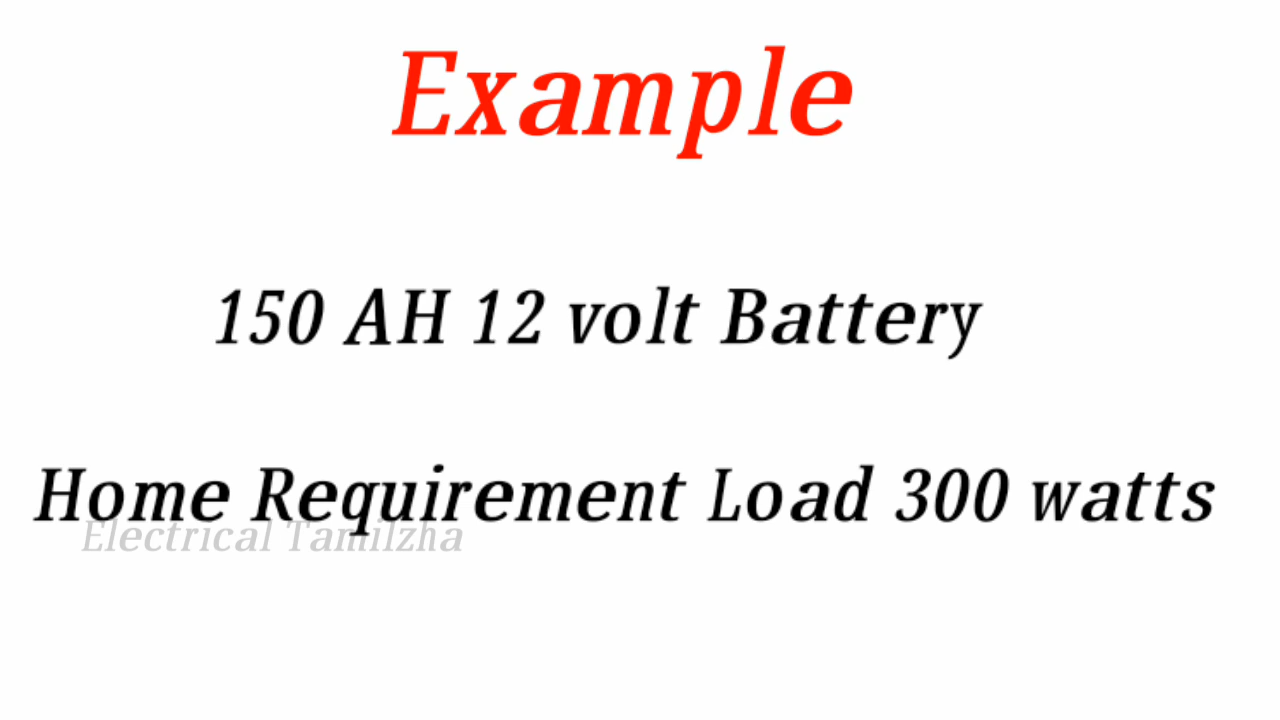 Example
150 AH 12 volt Battery
Home Requirement Load 300 watts
Electrical Tamilzha